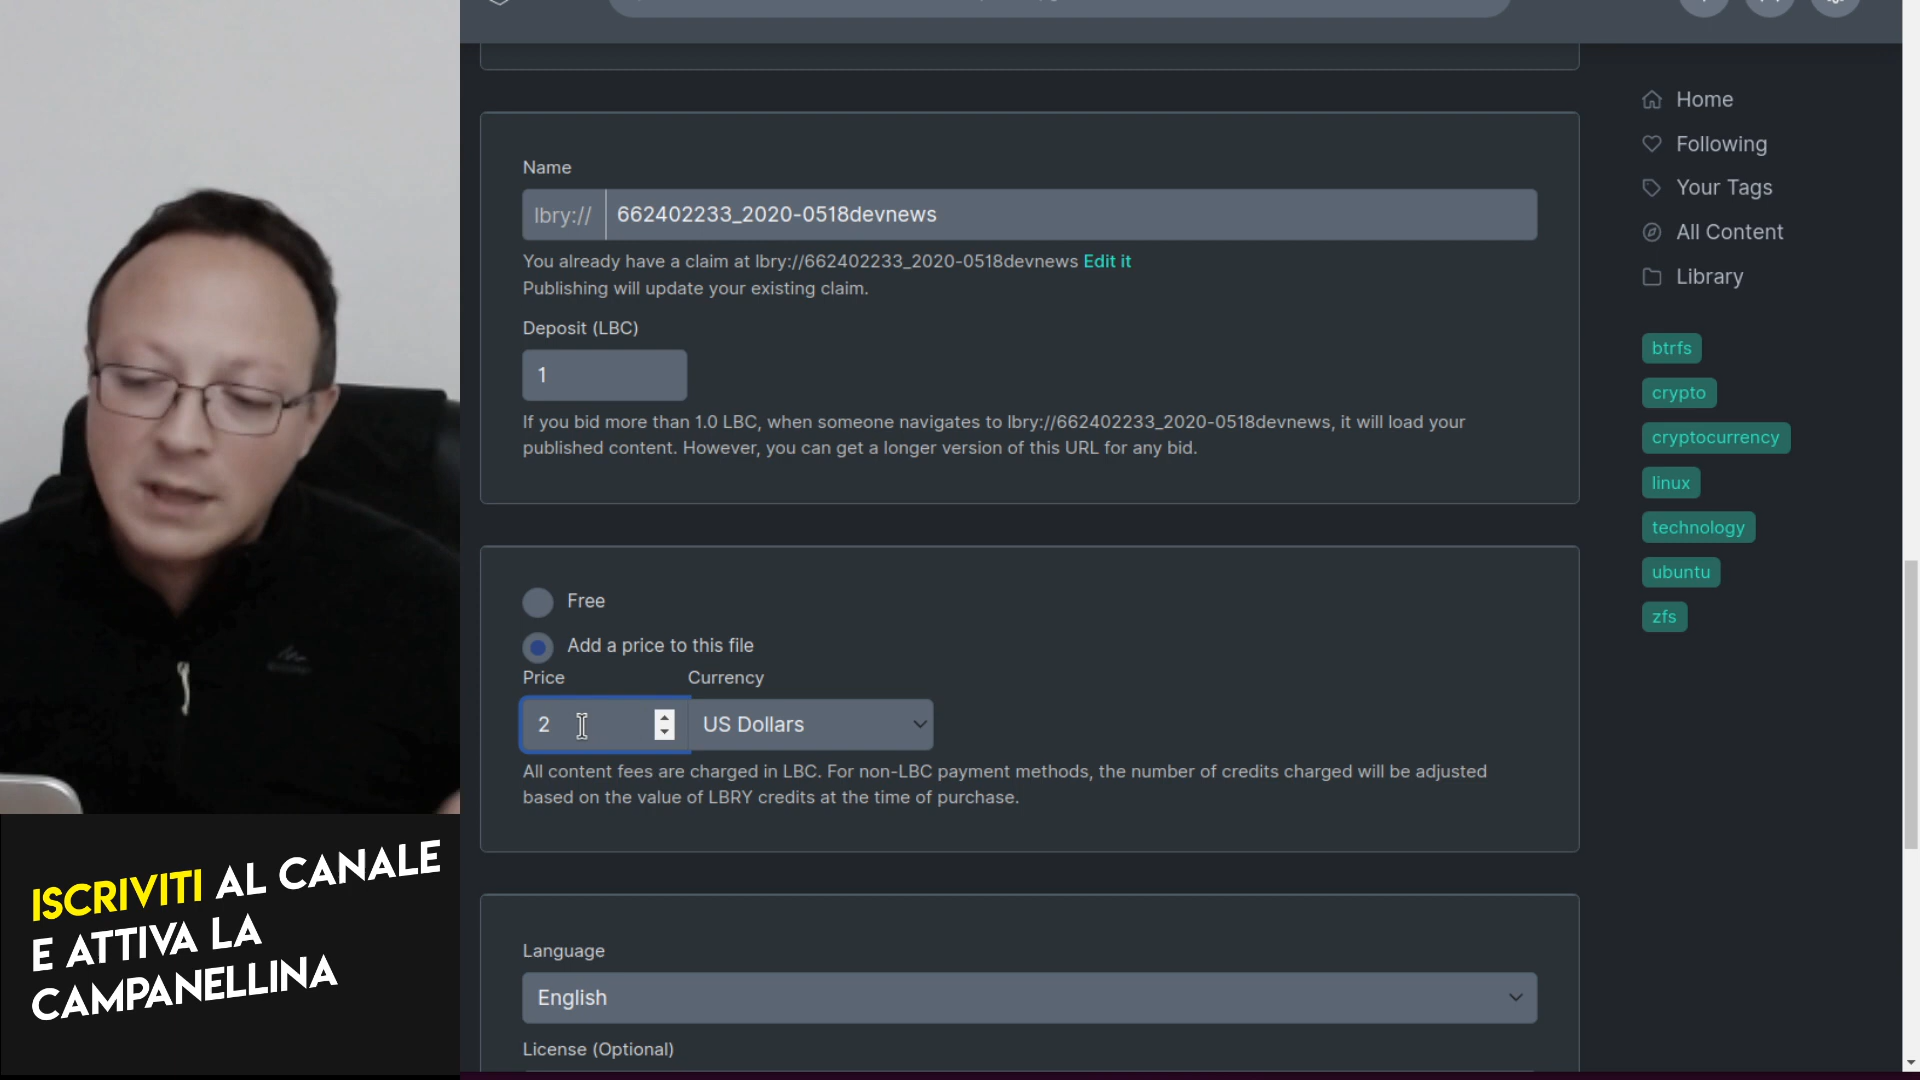 Name
lbry:// 662402233_2020-0518devnews
You already have a claim at lbry://662402233_2020-0518devnews Edit it
Publishing will update your existing claim.
Deposit (LBC)
1
If you bid more than 1.0 LBC, when someone navigates to lbry://662402233_2020-0518devnews, it will load your
published content. However, you can get a longer version of this URL for any bid.
Free
Add a price to this file
Price Currency
2 US Dollars
All content fees are charged in LBC. For non-LBC payment methods, the number of credits charged will be adjusted
based on the value of LBRY credits at the time of purchase.
Language
English
License (Optional)
Home
Following
Your Tags
All Content
Library
btrfs
crypto
cryptocurrency
linux
technology
ubuntu
zfs
ISCRIVITI AL CANALE
E ATTIVA LA
CAMPANELLINA